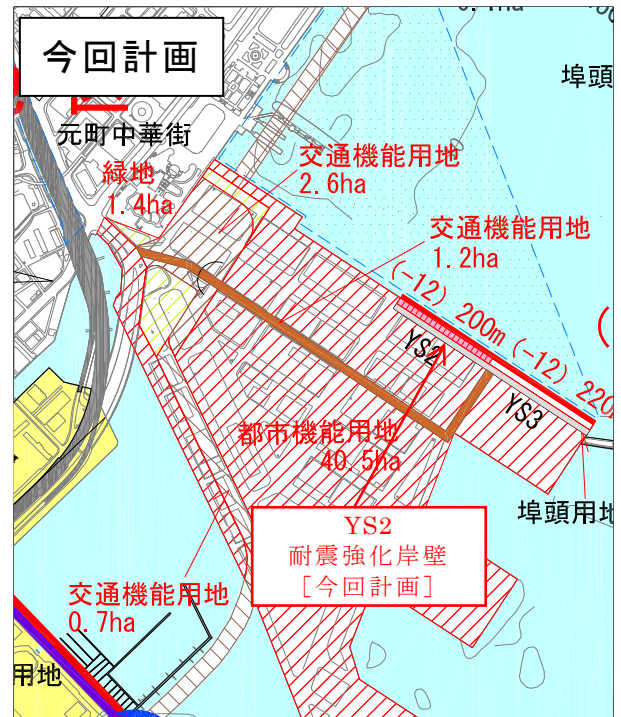 今回計画
元町中華街
緑地
1.4ha
交通機能用地
2.6ha
交通機能用地
1.2ha
(-12) 200m
(-12) 220
YS2
YS3
都市機能用地
40.5ha
埠頭
埠頭用地
YS2
耐震強化岸壁
[今回計画]
交通機能用地
0.7ha
用地
(